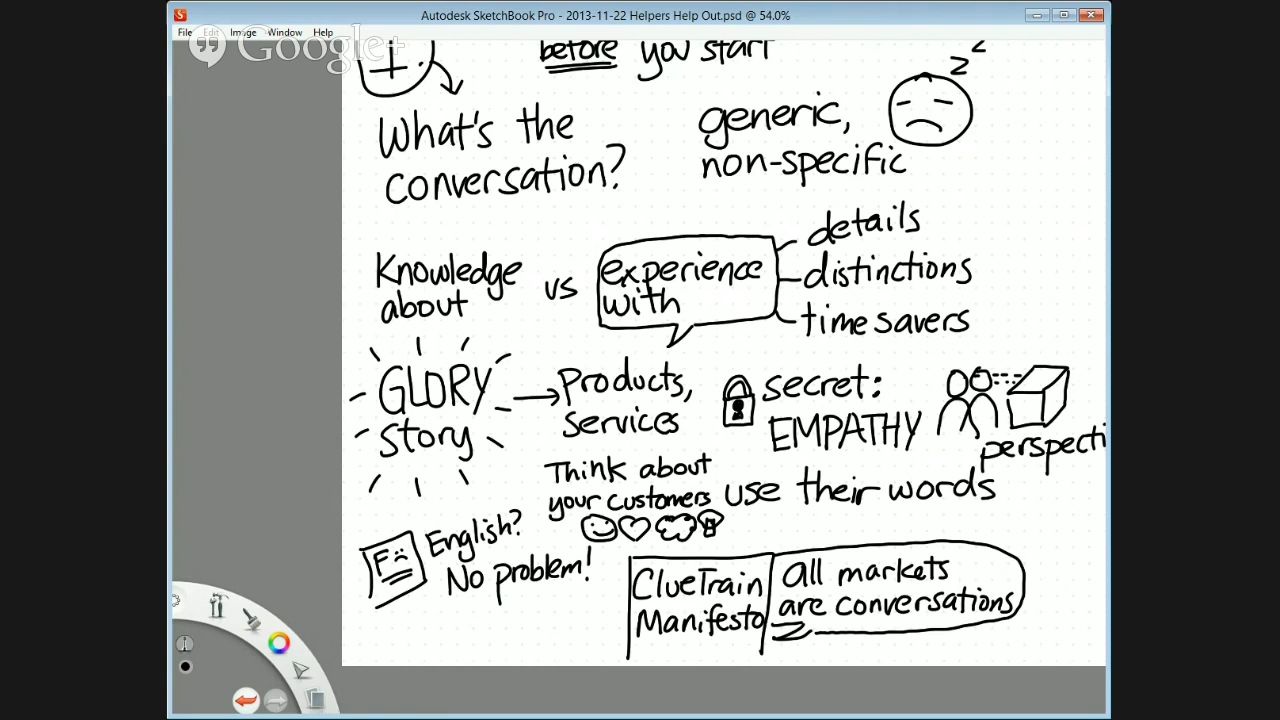 Autodesk SketchBook Pro - 2013-11-22 Helpers Help Out.psd @ 54.0%
File Edit Image Window Help
Google+
before you start
z z
What's the
conversation?
generic,
non-specific
Knowledge
about
vs
experience
with
details
distinctions
time savers
GLORY
story
Products,
services
secret:
EMPATHY
perspecti
Think about
your customers
use their words
F
English?
No problem!
ClueTrain
Manifesto
all markets
are conversations